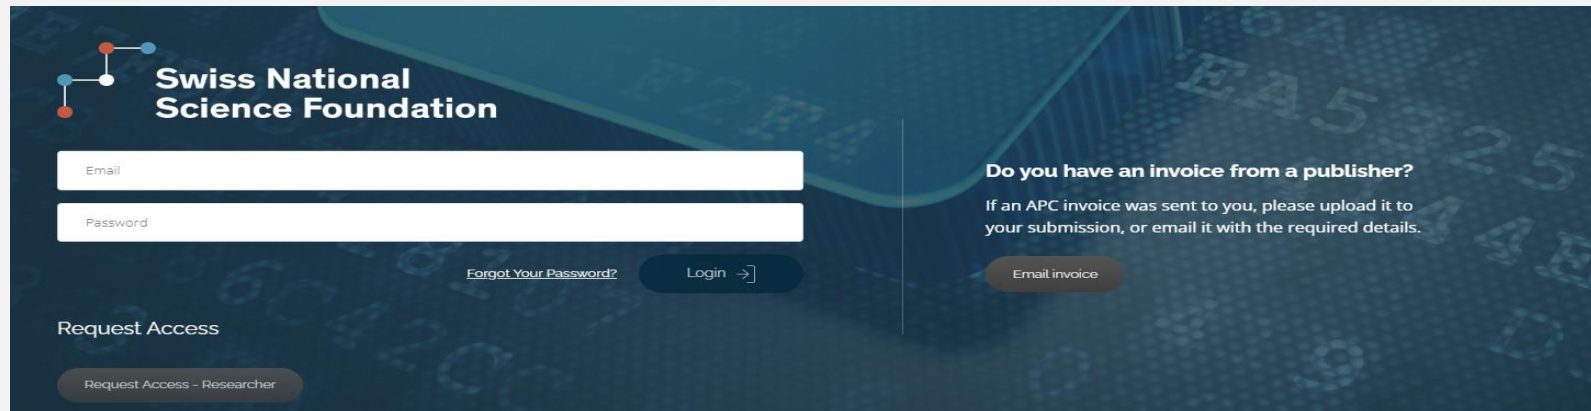 Swiss National
Science Foundation
Email
Password
Forgot Your Password?
Login
Request Access
Request Access - Researcher
Do you have an invoice from a publisher?
If an APC invoice was sent to you, please upload it to
your submission, or email it with the required details.
Email invoice